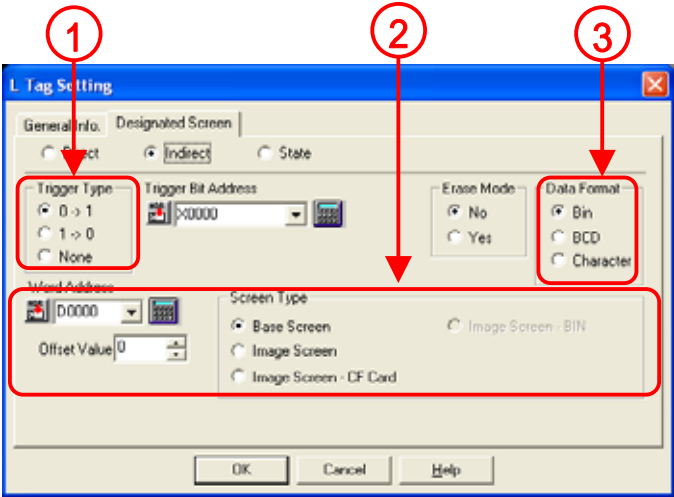 1 2 3
L Tag Setting
General Info. Designated Screen
Direct Indirect State
Trigger Type Trigger Bit Address Erase Mode Data Format
0 -> 1 X0000 No Bin
1 -> 0 Yes BCD
None Character
Word Address Screen Type
D0000 Base Screen Image Screen - BIN
Offset Value 0 Image Screen
Image Screen - CF Card
OK Cancel Help